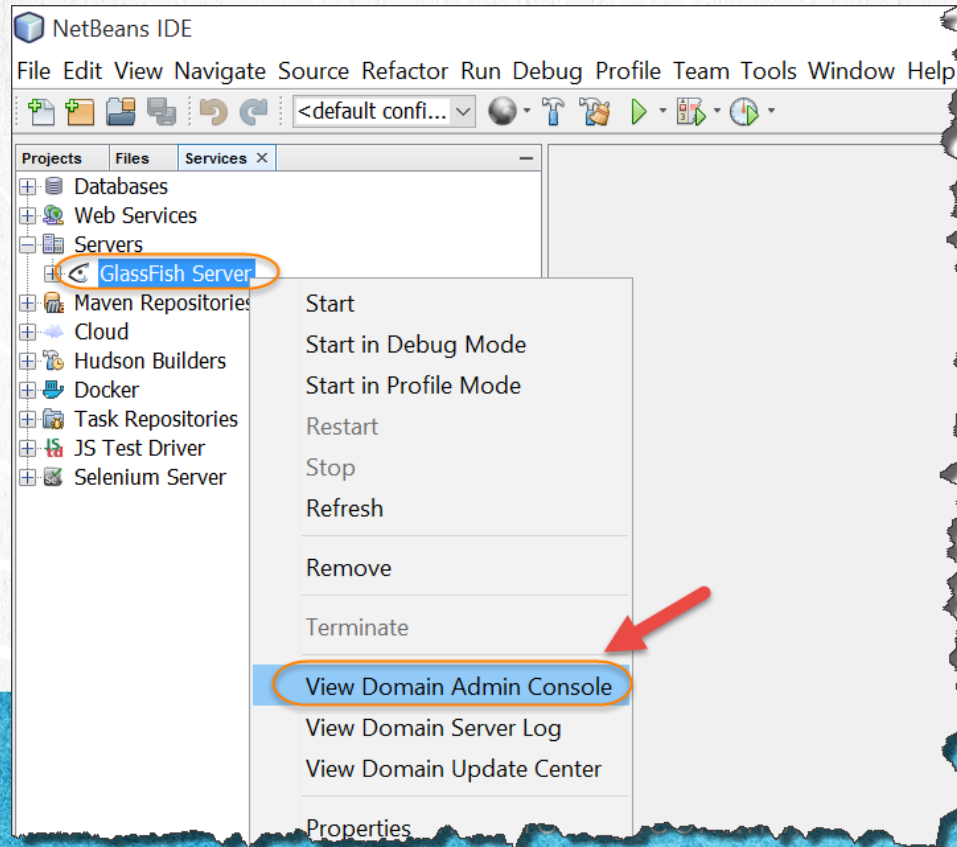 NetBeans IDE
File Edit View Navigate Source Refactor Run Debug Profile Team Tools Window Help
<default confi...
Projects Files Services ×
Databases
Web Services
Servers
GlassFish Server
Maven Repositories
Cloud
Hudson Builders
Docker
Task Repositories
JS Test Driver
Selenium Server
Start
Start in Debug Mode
Start in Profile Mode
Restart
Stop
Refresh
Remove
Terminate
View Domain Admin Console
View Domain Server Log
View Domain Update Center
Properties